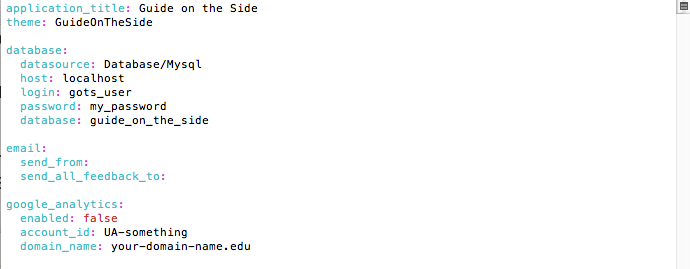 application_title: Guide on the Side
theme: GuideOnTheSide

database:
  datasource: Database/Mysql
  host: localhost
  login: gots_user
  password: my_password
  database: guide_on_the_side

email:
  send_from:
  send_all_feedback_to:

google_analytics:
  enabled: false
  account_id: UA-something
  domain_name: your-domain-name.edu